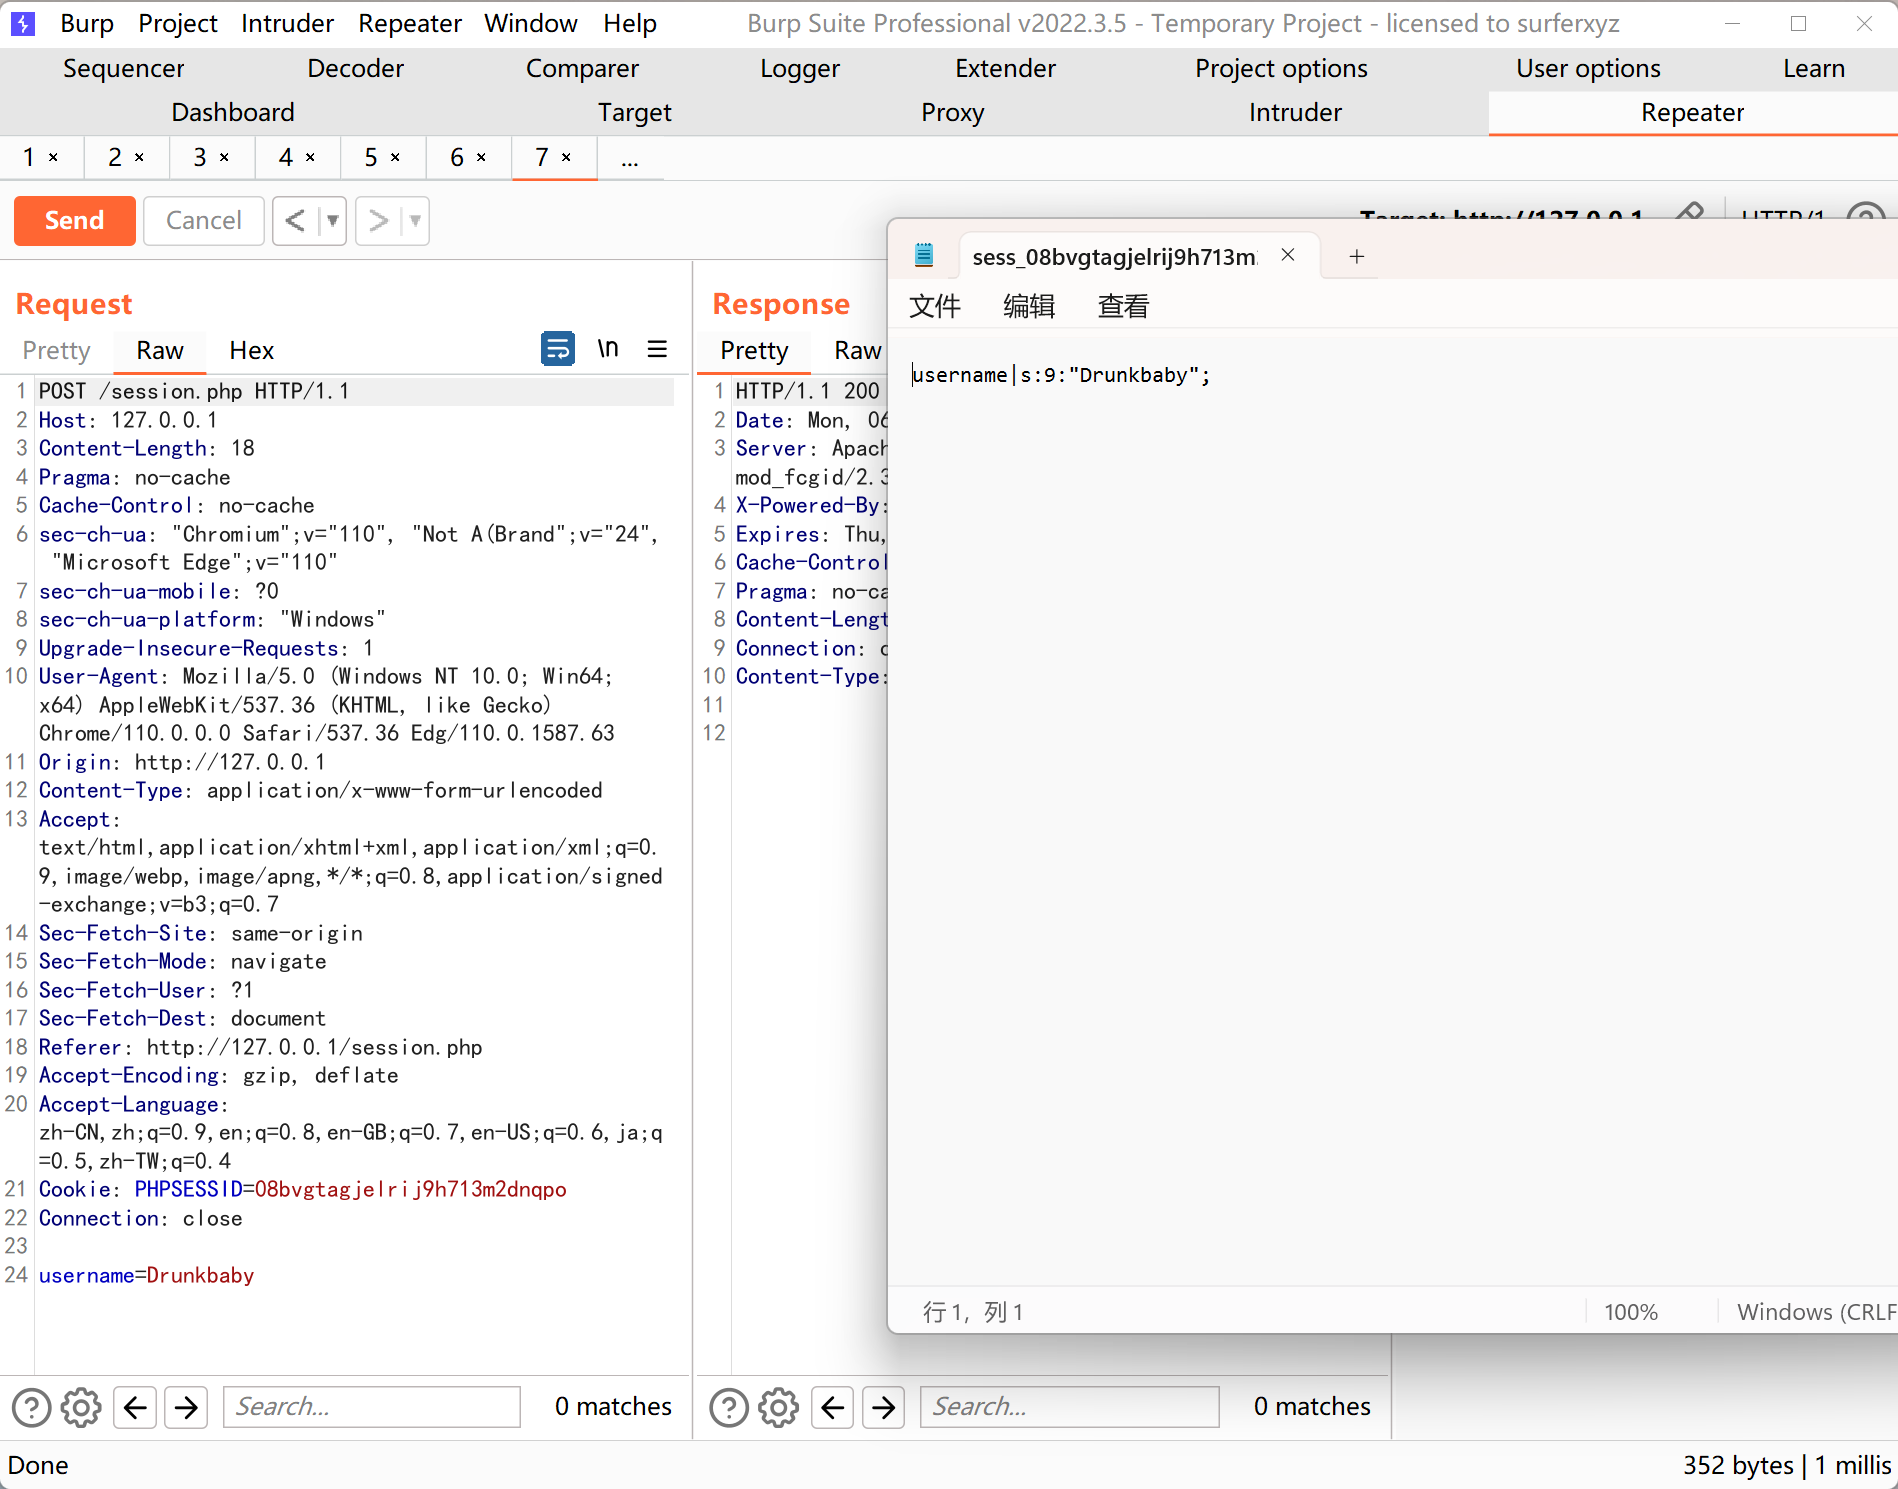 Burp Project Intruder Repeater Window Help Burp Suite Professional v2022.3.5 - Temporary Project - licensed to surferxyz
Sequencer Decoder Comparer Logger Extender Project options User options Learn
Dashboard Target Proxy Intruder Repeater
1 × 2 × 3 × 4 × 5 × 6 × 7 × ...
Send Cancel < >
Target: http://127.0.0.1 HTTP/1
Request
Pretty Raw Hex \n
1 POST /session.php HTTP/1.1
2 Host: 127.0.0.1
3 Content-Length: 18
4 Pragma: no-cache
5 Cache-Control: no-cache
6 sec-ch-ua: "Chromium";v="110", "Not A(Brand";v="24",
"Microsoft Edge";v="110"
7 sec-ch-ua-mobile: ?0
8 sec-ch-ua-platform: "Windows"
9 Upgrade-Insecure-Requests: 1
10 User-Agent: Mozilla/5.0 (Windows NT 10.0; Win64;
x64) AppleWebKit/537.36 (KHTML, like Gecko)
Chrome/110.0.0.0 Safari/537.36 Edg/110.0.1587.63
11 Origin: http://127.0.0.1
12 Content-Type: application/x-www-form-urlencoded
13 Accept:
text/html,application/xhtml+xml,application/xml;q=0.
9,image/webp,image/apng,*/*;q=0.8,application/signed
-exchange;v=b3;q=0.7
14 Sec-Fetch-Site: same-origin
15 Sec-Fetch-Mode: navigate
16 Sec-Fetch-User: ?1
17 Sec-Fetch-Dest: document
18 Referer: http://127.0.0.1/session.php
19 Accept-Encoding: gzip, deflate
20 Accept-Language:
zh-CN,zh;q=0.9,en;q=0.8,en-GB;q=0.7,en-US;q=0.6,ja;q
=0.5,zh-TW;q=0.4
21 Cookie: PHPSESSID=08bvgtagjelrij9h713m2dnqpo
22 Connection: close
23
24 username=Drunkbaby
Search... 0 matches
Response
Pretty Raw
1 HTTP/1.1 200
2 Date: Mon, 06
3 Server: Apach
mod_fcgid/2.3
4 X-Powered-By:
5 Expires: Thu,
6 Cache-Control
7 Pragma: no-ca
8 Content-Lengt
9 Connection: c
10 Content-Type:
11
12
Search... 0 matches
sess_08bvgtagjelrij9h713m × +
文件 编辑 查看
username|s:9:"Drunkbaby";
行 1, 列 1 100% Windows (CRLF
Done 352 bytes | 1 millis